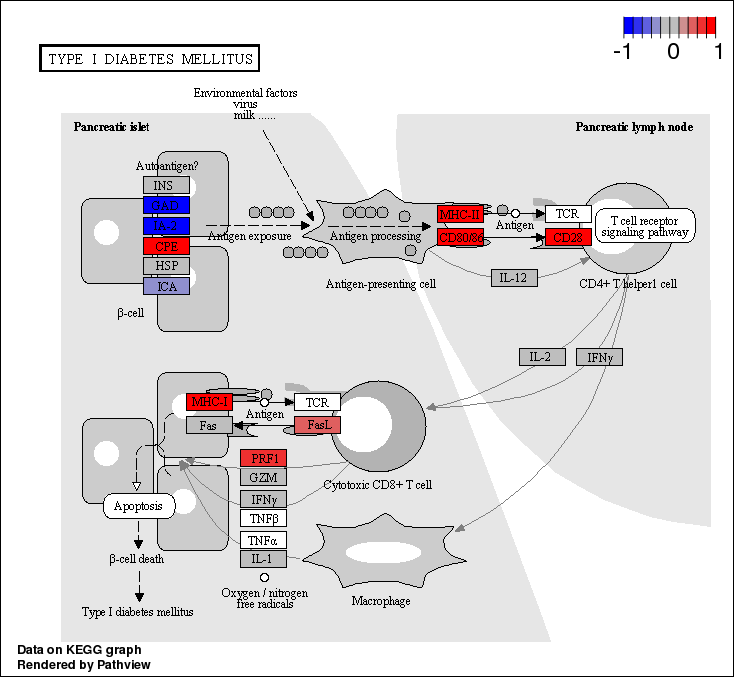 -1 0 1
TYPE I DIABETES MELLITUS
Environmental factors
virus
milk ......
Pancreatic islet
Pancreatic lymph node
Autoantigen?
INS
GAD
IA-2
CPE
HSP
ICA
β-cell
Antigen exposure
Antigen processing
Antigen-presenting cell
MHC-II
CD80/86
Antigen
TCR
CD28
T cell receptor
signaling pathway
IL-12
CD4+ T helper1 cell
IL-2
IFNγ
MHC-I
Fas
Antigen
TCR
FasL
PRF1
GZM
IFNγ
TNFβ
TNFα
IL-1
Cytotoxic CD8+ T cell
Apoptosis
β-cell death
Type I diabetes mellitus
Oxygen / nitrogen
free radicals
Macrophage
Data on KEGG graph
Rendered by Pathview